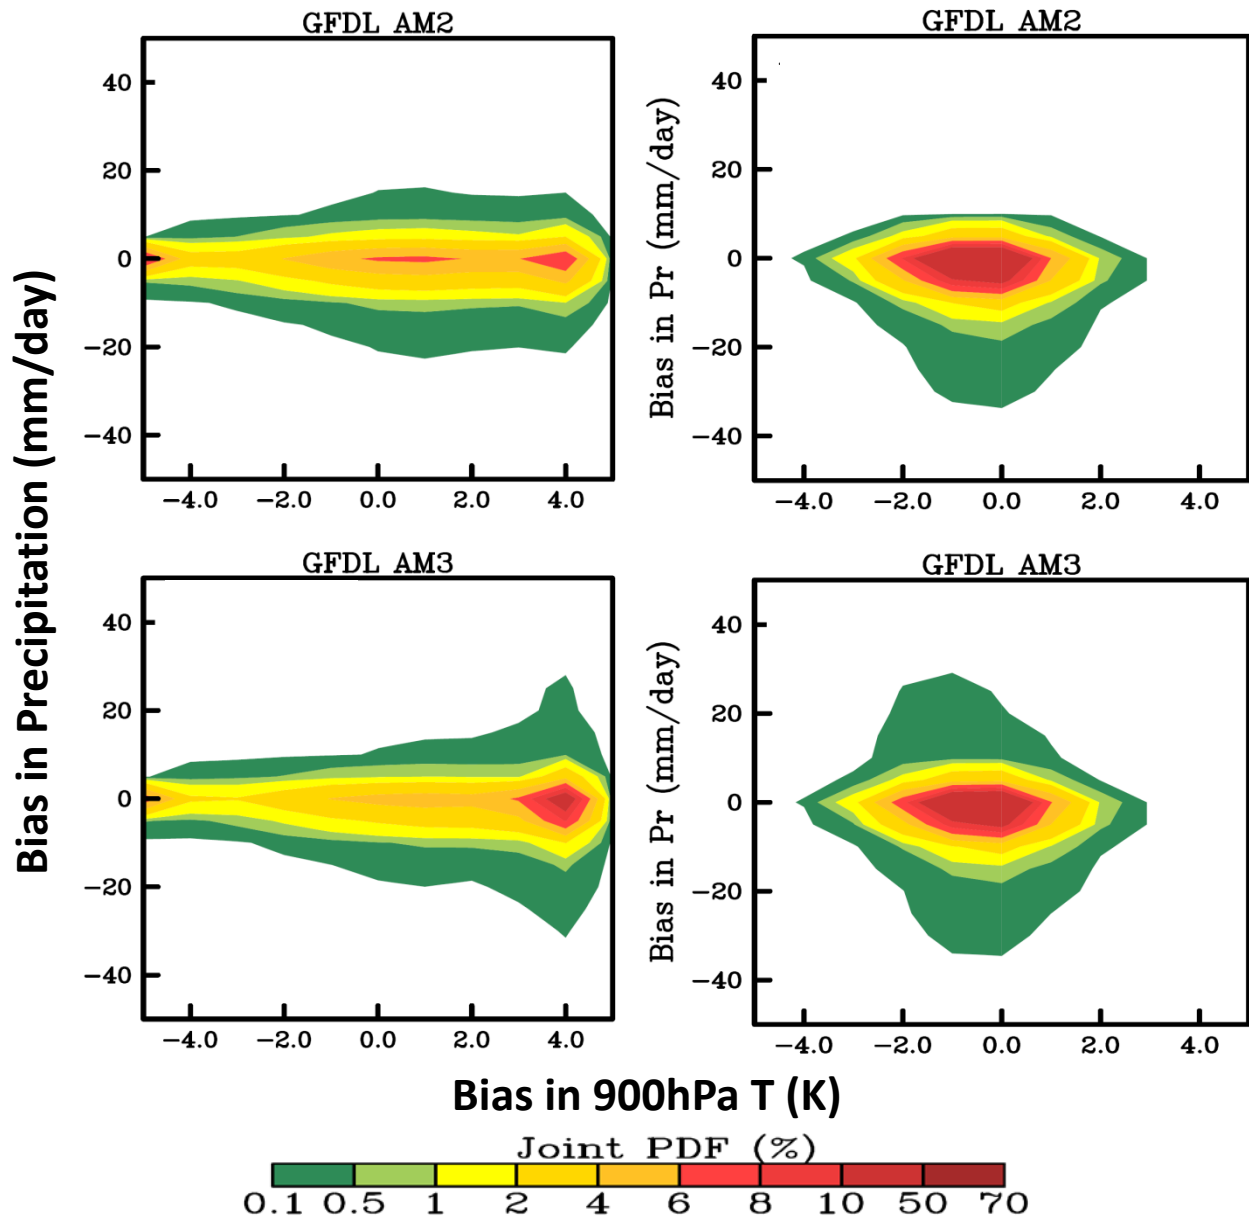 GFDL AM2
GFDL AM2
40
20
0
−20
−40
−4.0 −2.0 0.0 2.0 4.0
Bias in Pr (mm/day)
40
20
0
−20
−40
−4.0 −2.0 0.0 2.0 4.0
Bias in Precipitation (mm/day)
GFDL AM3
GFDL AM3
40
20
0
−20
−40
−4.0 −2.0 0.0 2.0 4.0
Bias in Pr (mm/day)
40
20
0
−20
−40
−4.0 −2.0 0.0 2.0 4.0
Bias in 900hPa T (K)
Joint PDF (%)
0.1 0.5 1 2 4 6 8 10 50 70